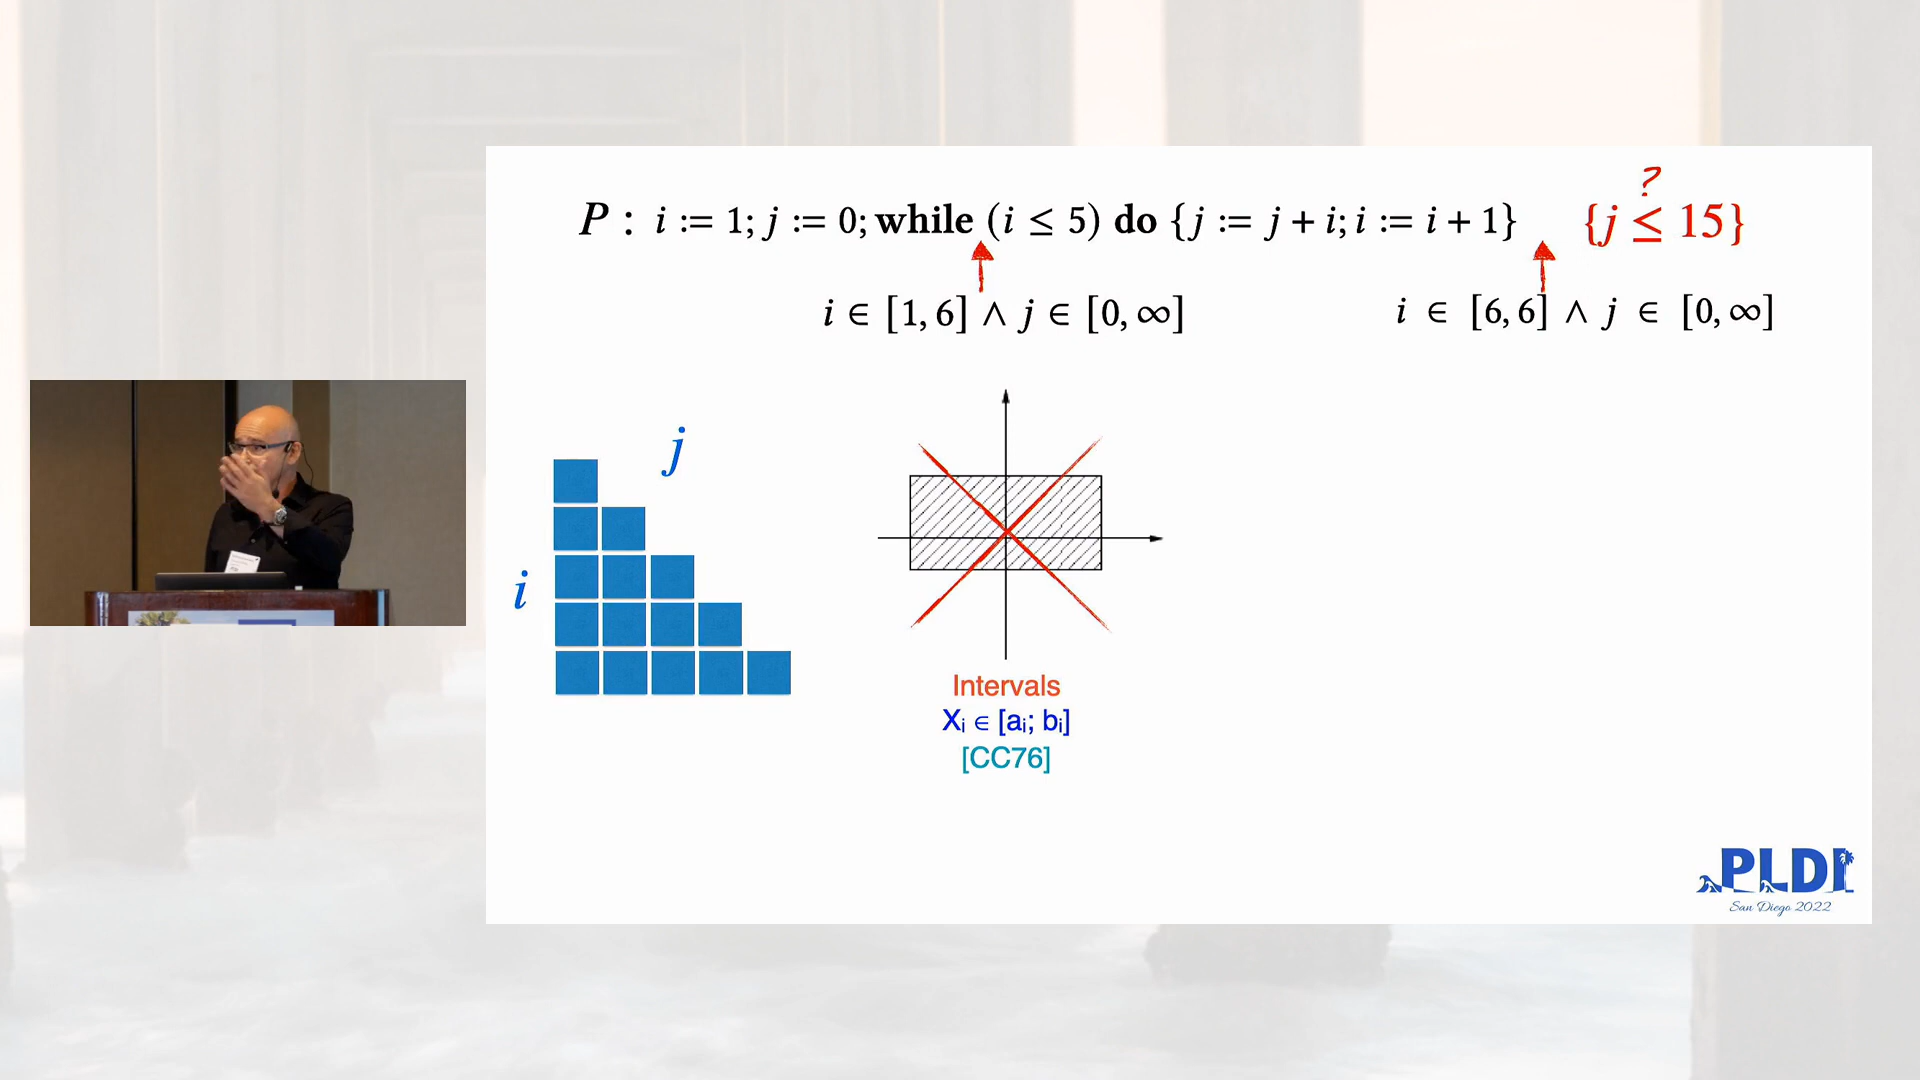 P : i := 1; j := 0; while (i ≤ 5) do {j := j + i; i := i + 1} {j ≤ 15}
?
i ∈ [1, 6] ∧ j ∈ [0, ∞]
i ∈ [6, 6] ∧ j ∈ [0, ∞]
j
i
Intervals
Xᵢ ∈ [aᵢ; bᵢ]
[CC76]
PLDI
San Diego 2022